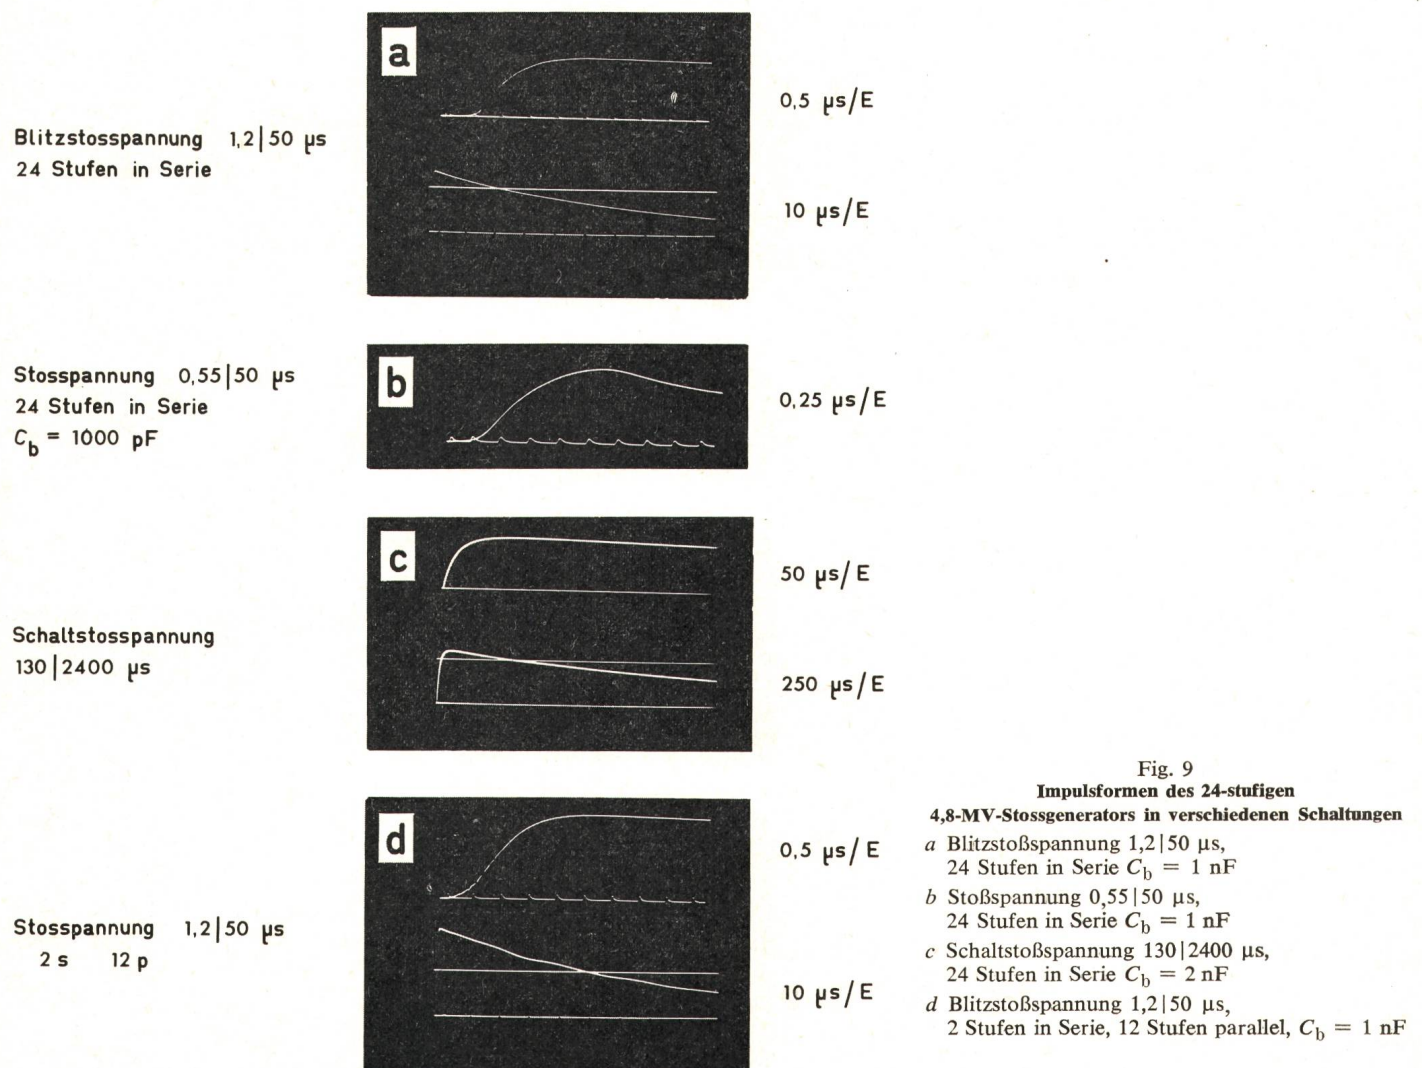 a
Blitzstosspannung 1,2|50 µs
24 Stufen in Serie
0,5 µs/E
10 µs/E
b
Stosspannung 0,55|50 µs
24 Stufen in Serie
Cb = 1000 pF
0,25 µs/E
c
Schaltstosspannung
130|2400 µs
50 µs/E
250 µs/E
d
Stosspannung 1,2|50 µs
2 s 12 p
0,5 µs/E
10 µs/E
Fig. 9
Impulsformen des 24-stufigen
4,8-MV-Stossgenerators in verschiedenen Schaltungen
a Blitzstoßspannung 1,2|50 µs,
24 Stufen in Serie Cb = 1 nF
b Stoßspannung 0,55|50 µs,
24 Stufen in Serie Cb = 1 nF
c Schaltstoßspannung 130|2400 µs,
24 Stufen in Serie Cb = 2 nF
d Blitzstoßspannung 1,2|50 µs,
2 Stufen in Serie, 12 Stufen parallel, Cb = 1 nF